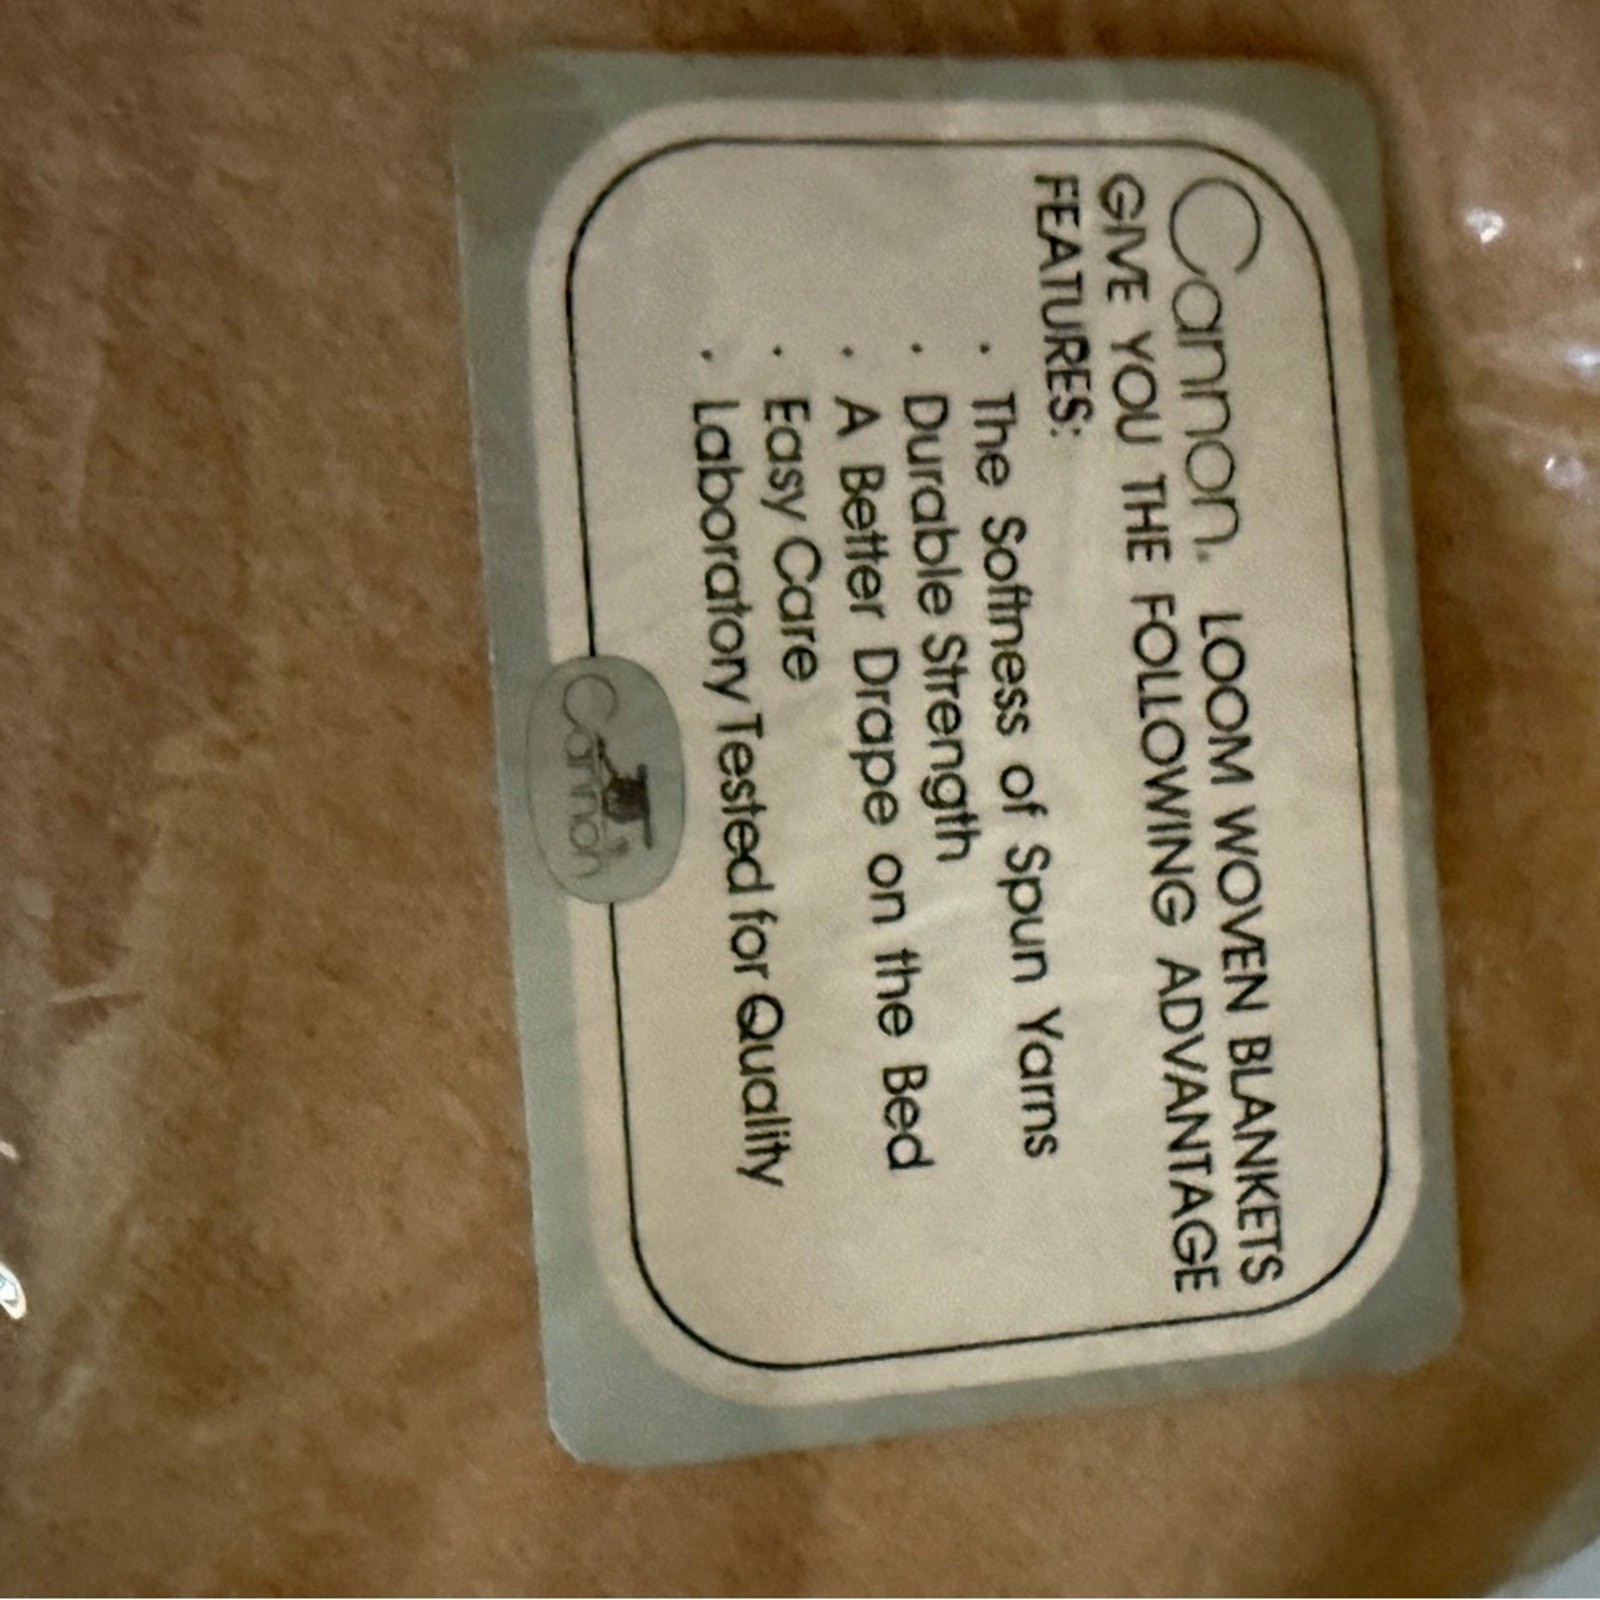 Cannon® LOOM WOVEN BLANKETS
GIVE YOU THE FOLLOWING ADVANTAGE
FEATURES:
• The Softness of Spun Yarns
• Durable Strength
• A Better Drape on the Bed
• Easy Care
• Laboratory Tested for Quality
Cannon